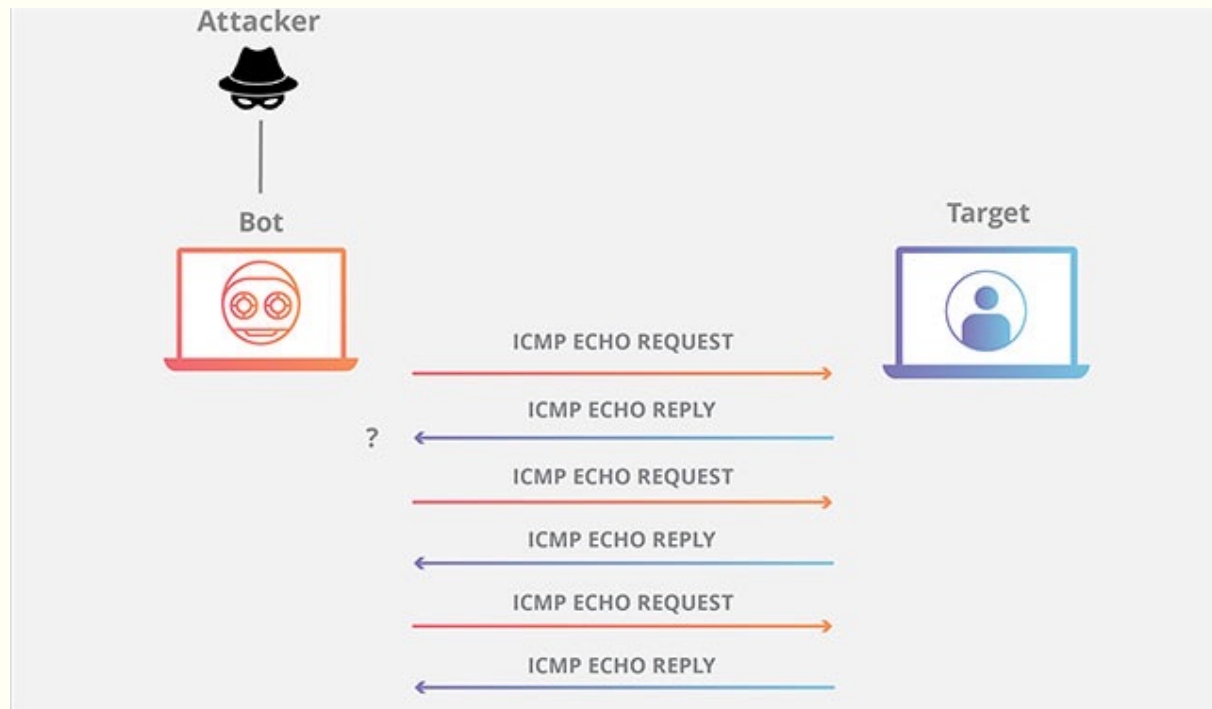 Attacker
Bot
Target
ICMP ECHO REQUEST
ICMP ECHO REPLY
?
ICMP ECHO REQUEST
ICMP ECHO REPLY
ICMP ECHO REQUEST
ICMP ECHO REPLY